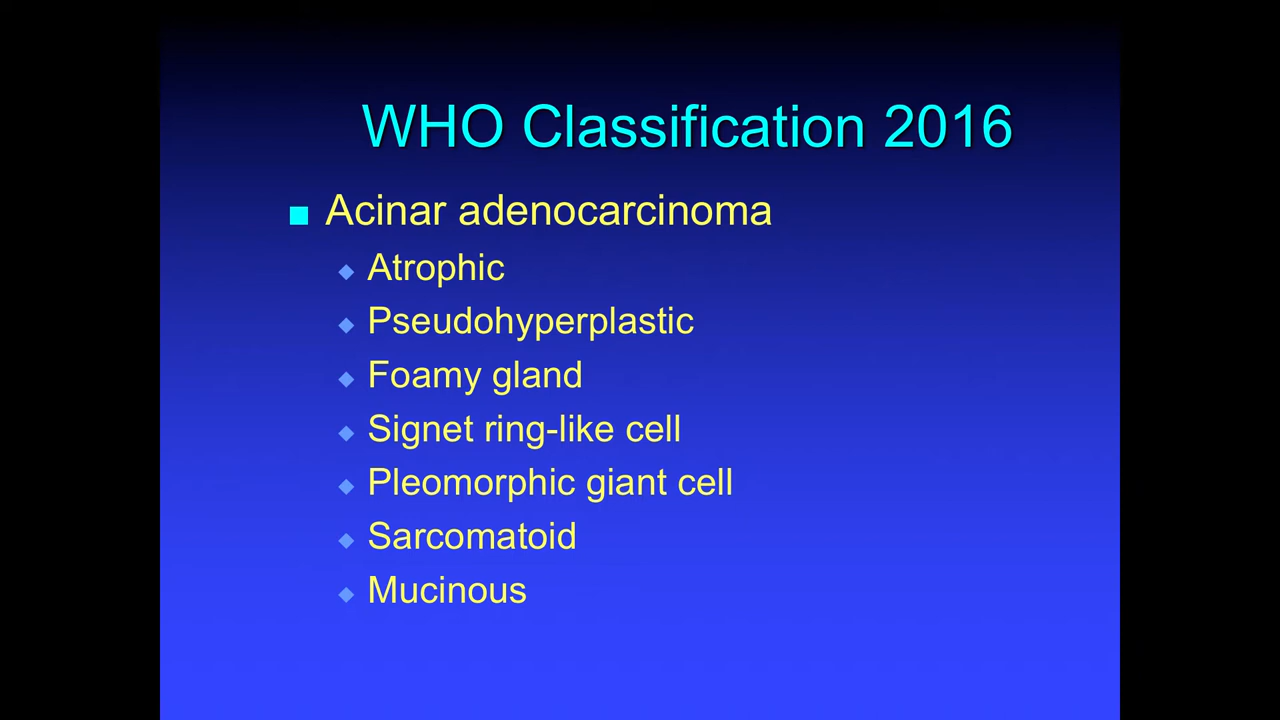 WHO Classification 2016
Acinar adenocarcinoma
Atrophic
Pseudohyperplastic
Foamy gland
Signet ring-like cell
Pleomorphic giant cell
Sarcomatoid
Mucinous